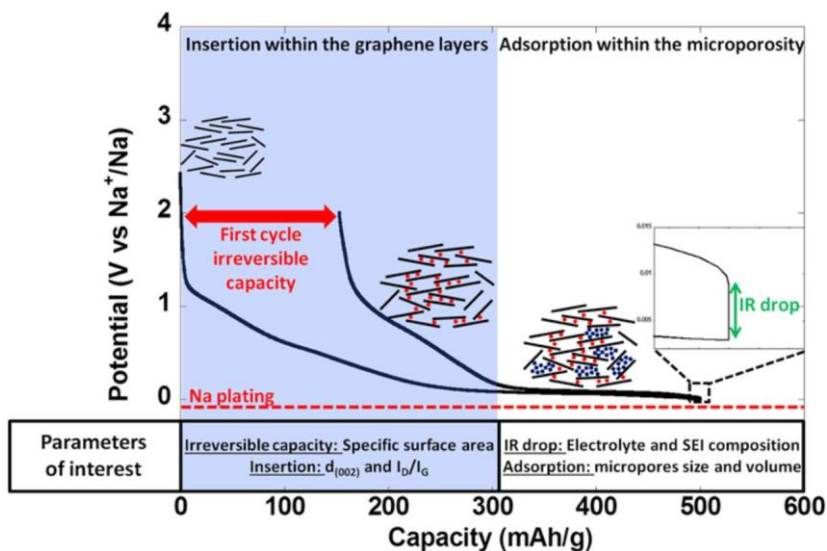 Insertion within the graphene layers
Adsorption within the microporosity
4
3
2
1
0
Potential (V vs Na⁺/Na)
First cycle
irreversible
capacity
0.015
0.01
0.005
IR drop
Na plating
Parameters
of interest
Irreversible capacity: Specific surface area
Insertion: d₍₀₀₂₎ and I_D/I_G
IR drop: Electrolyte and SEI composition
Adsorption: micropores size and volume
0 100 200 300 400 500 600
Capacity (mAh/g)